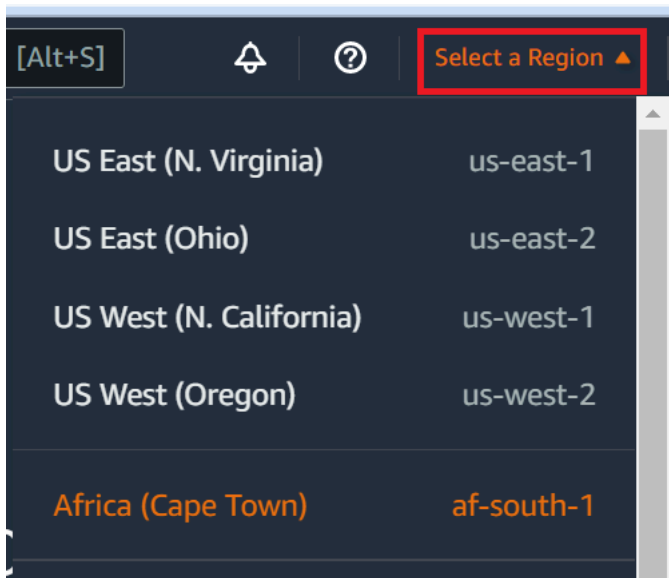 [Alt+S] Select a Region
US East (N. Virginia) us-east-1
US East (Ohio) us-east-2
US West (N. California) us-west-1
US West (Oregon) us-west-2
Africa (Cape Town) af-south-1